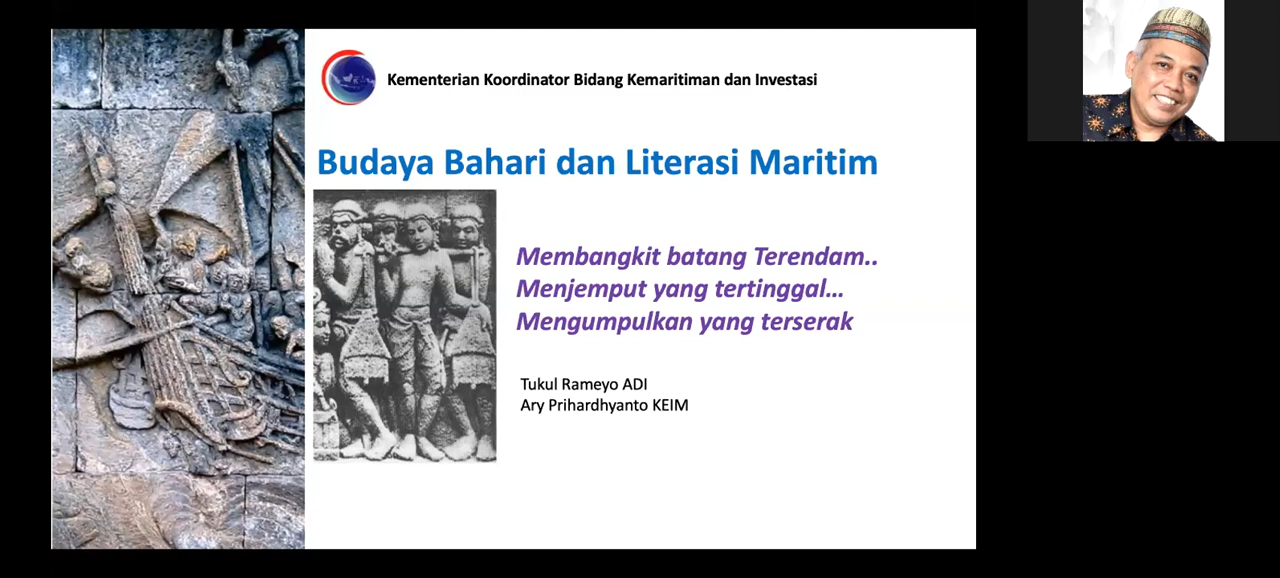 Kementerian Koordinator Bidang Kemaritiman dan Investasi
Budaya Bahari dan Literasi Maritim
Membangkit batang Terendam..
Menjemput yang tertinggal...
Mengumpulkan yang terserak
Tukul Rameyo ADI
Ary Prihardhyanto KEIM